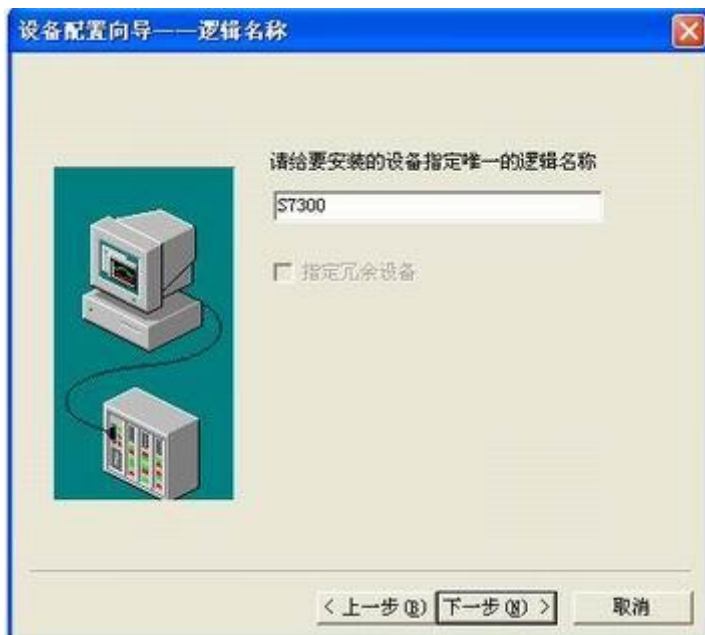 设备配置向导——逻辑名称
请给要安装的设备指定唯一的逻辑名称
S7300
指定冗余设备
< 上一步(B) 下一步(N) > 取消